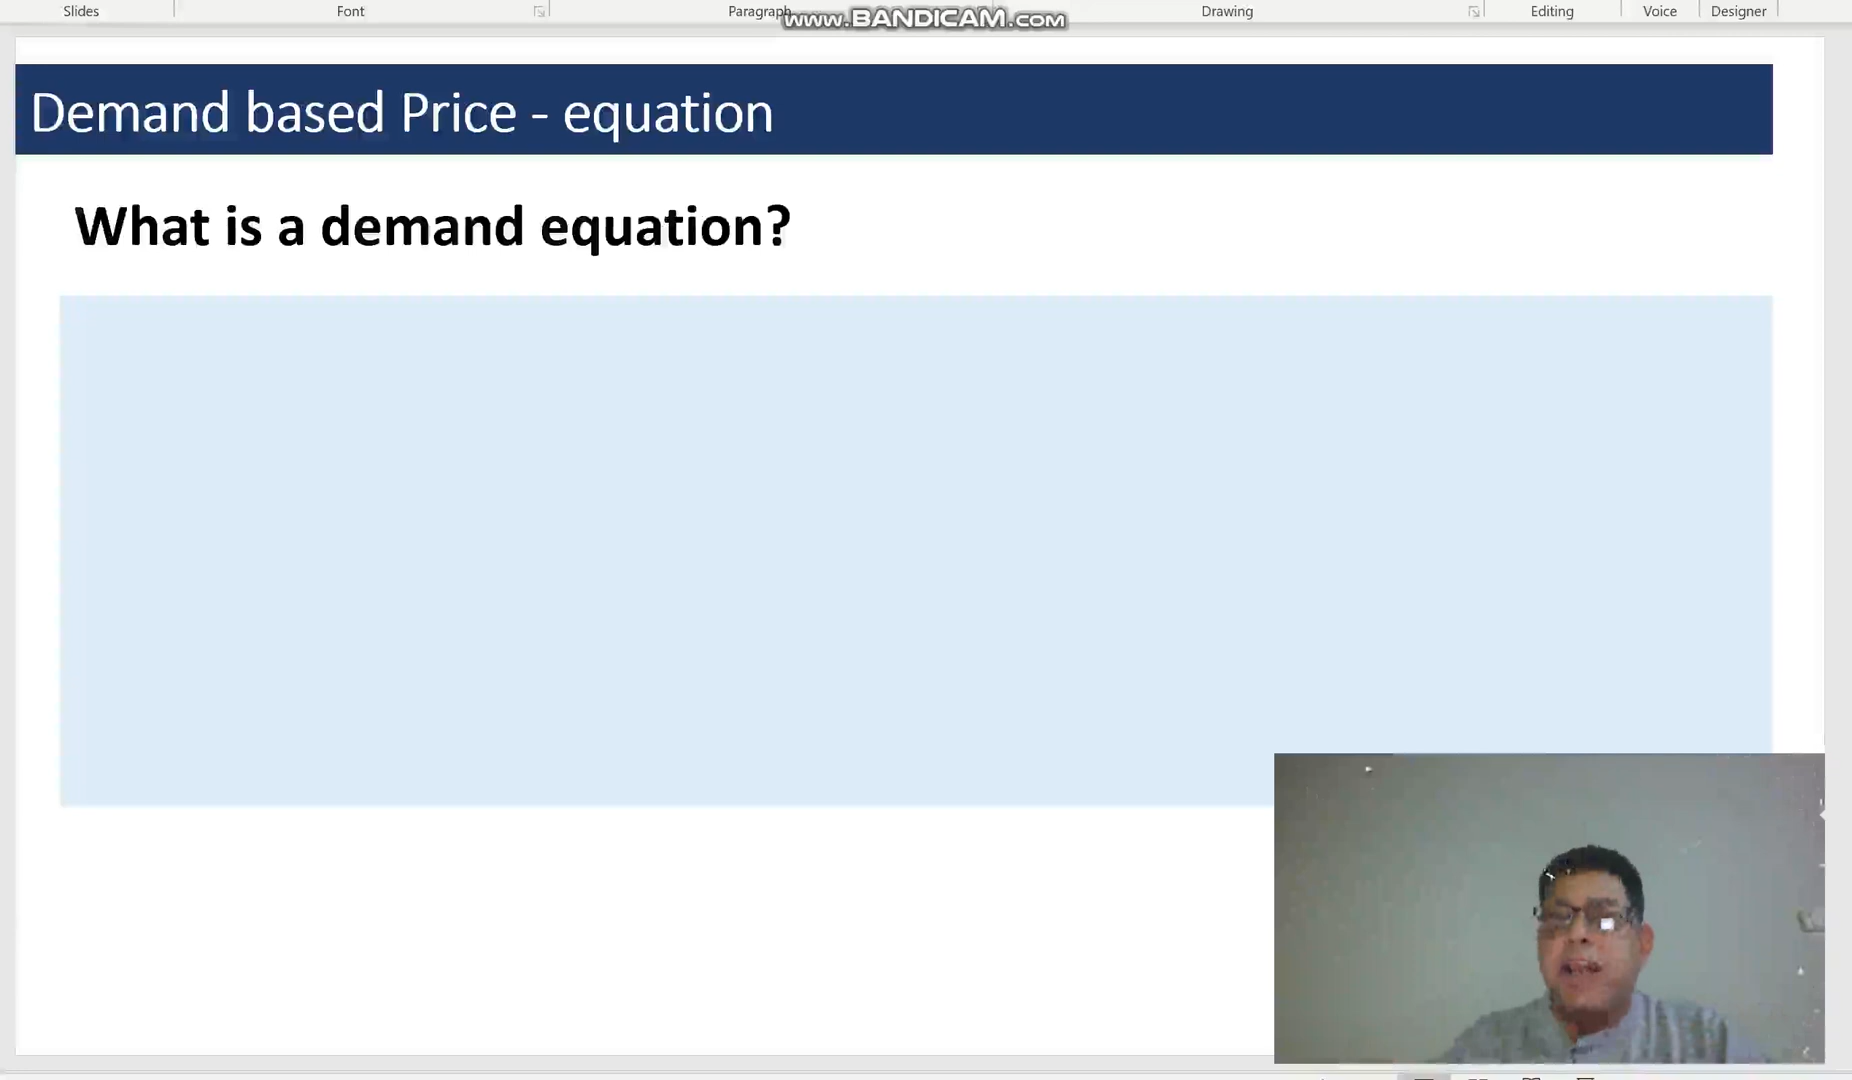 Slides Font Paragraph Drawing Editing Voice Designer
www.BANDICAM.com
Demand based Price - equation
What is a demand equation?